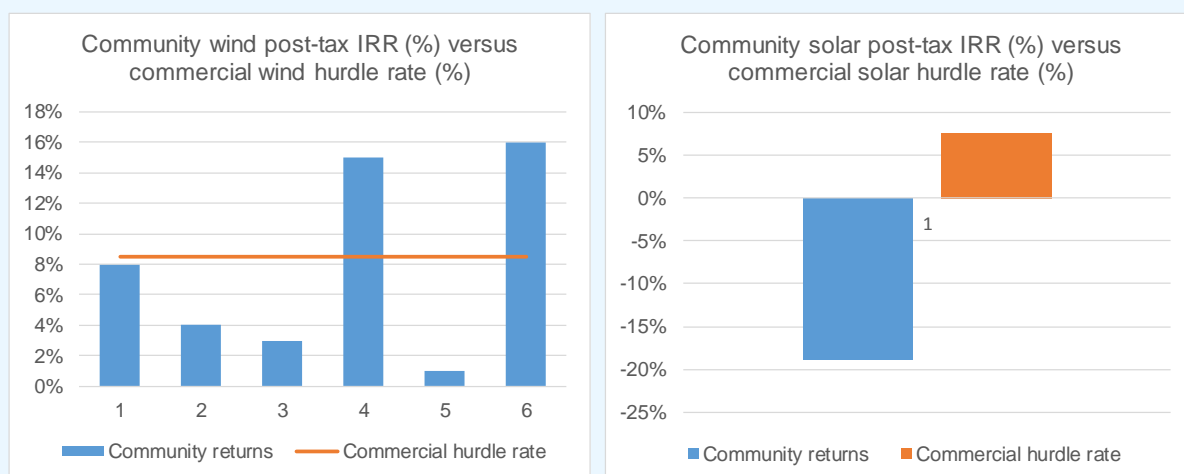 Community wind post-tax IRR (%) versus
commercial wind hurdle rate (%)
18%
16%
14%
12%
10%
8%
6%
4%
2%
0%
1 2 3 4 5 6
Community returns Commercial hurdle rate
Community solar post-tax IRR (%) versus
commercial solar hurdle rate (%)
10%
5%
0%
1
-5%
-10%
-15%
-20%
-25%
Community returns Commercial hurdle rate